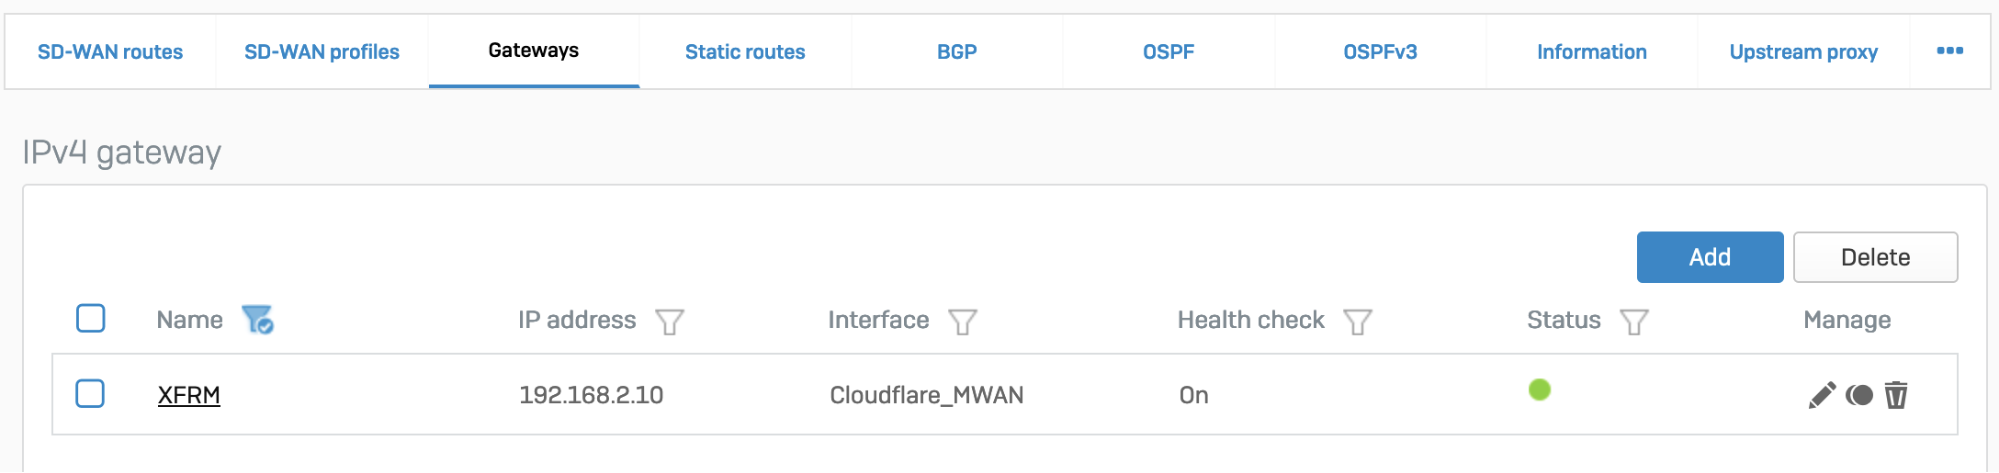 SD-WAN routes SD-WAN profiles Gateways Static routes BGP OSPF OSPFv3 Information Upstream proxy •••
IPv4 gateway
Add Delete
Name IP address Interface Health check Status Manage
XFRM 192.168.2.10 Cloudflare_MWAN On